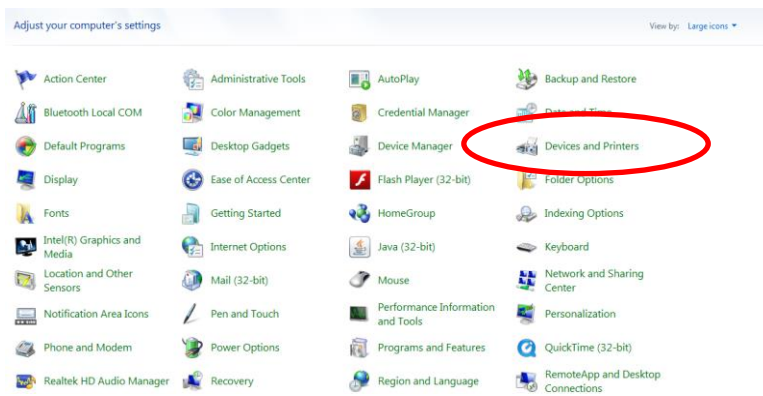 Adjust your computer's settings
View by: Large icons
Action Center
Administrative Tools
AutoPlay
Backup and Restore
Bluetooth Local COM
Color Management
Credential Manager
Date and Time
Default Programs
Desktop Gadgets
Device Manager
Devices and Printers
Display
Ease of Access Center
Flash Player (32-bit)
Folder Options
Fonts
Getting Started
HomeGroup
Indexing Options
Intel(R) Graphics and
Media
Internet Options
Java (32-bit)
Keyboard
Location and Other
Sensors
Mail (32-bit)
Mouse
Network and Sharing
Center
Notification Area Icons
Pen and Touch
Performance Information
and Tools
Personalization
Phone and Modem
Power Options
Programs and Features
QuickTime (32-bit)
Realtek HD Audio Manager
Recovery
Region and Language
RemoteApp and Desktop
Connections